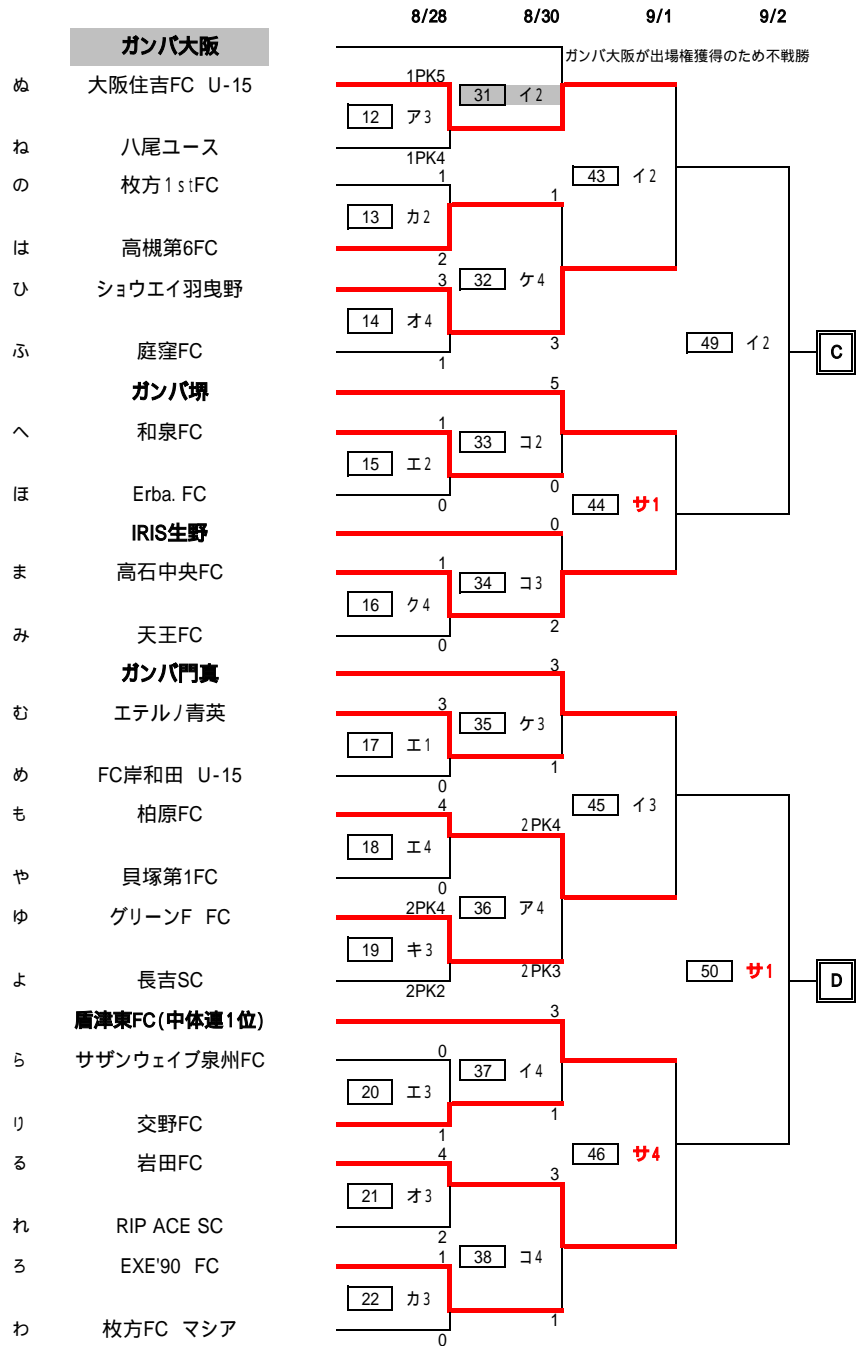 8/28 8/30 9/1 9/2
ガンバ大阪
ガンバ大阪が出場権獲得のため不戦勝
ぬ 大阪住吉FC U-15 1PK5
31 イ2
12 ア3
ね 八尾ユース 1PK4
43 イ2
の 枚方1stFC 1
1
13 カ2
は 高槻第6FC 2
32 ケ4
ひ ショウエイ羽曳野 3
14 オ4
3
49 イ2 C
ふ 庭窪FC 1
ガンバ堺 5
へ 和泉FC 1
33 コ2
15 エ2
0
ほ Erba. FC 0
44 サ1
IRIS生野 0
ま 高石中央FC 1
34 コ3
16 ク4
2
み 天王FC 0
ガンバ門真 3
む エテルノ青英 3
35 ケ3
17 エ1
1
め FC岸和田 U-15 0
45 イ3
も 柏原FC 4
2PK4
18 エ4
や 貝塚第1FC 0
36 ア4
ゆ グリーンF FC 2PK4
19 キ3
2PK3
50 サ1 D
よ 長吉SC 2PK2
盾津東FC(中体連1位) 3
ら サザンウェイブ泉州FC 0
37 イ4
20 エ3
1
り 交野FC 1
46 サ4
る 岩田FC 4
3
21 オ3
れ RIP ACE SC 2
38 コ4
ろ EXE'90 FC 1
22 カ3
1
わ 枚方FC マシア 0